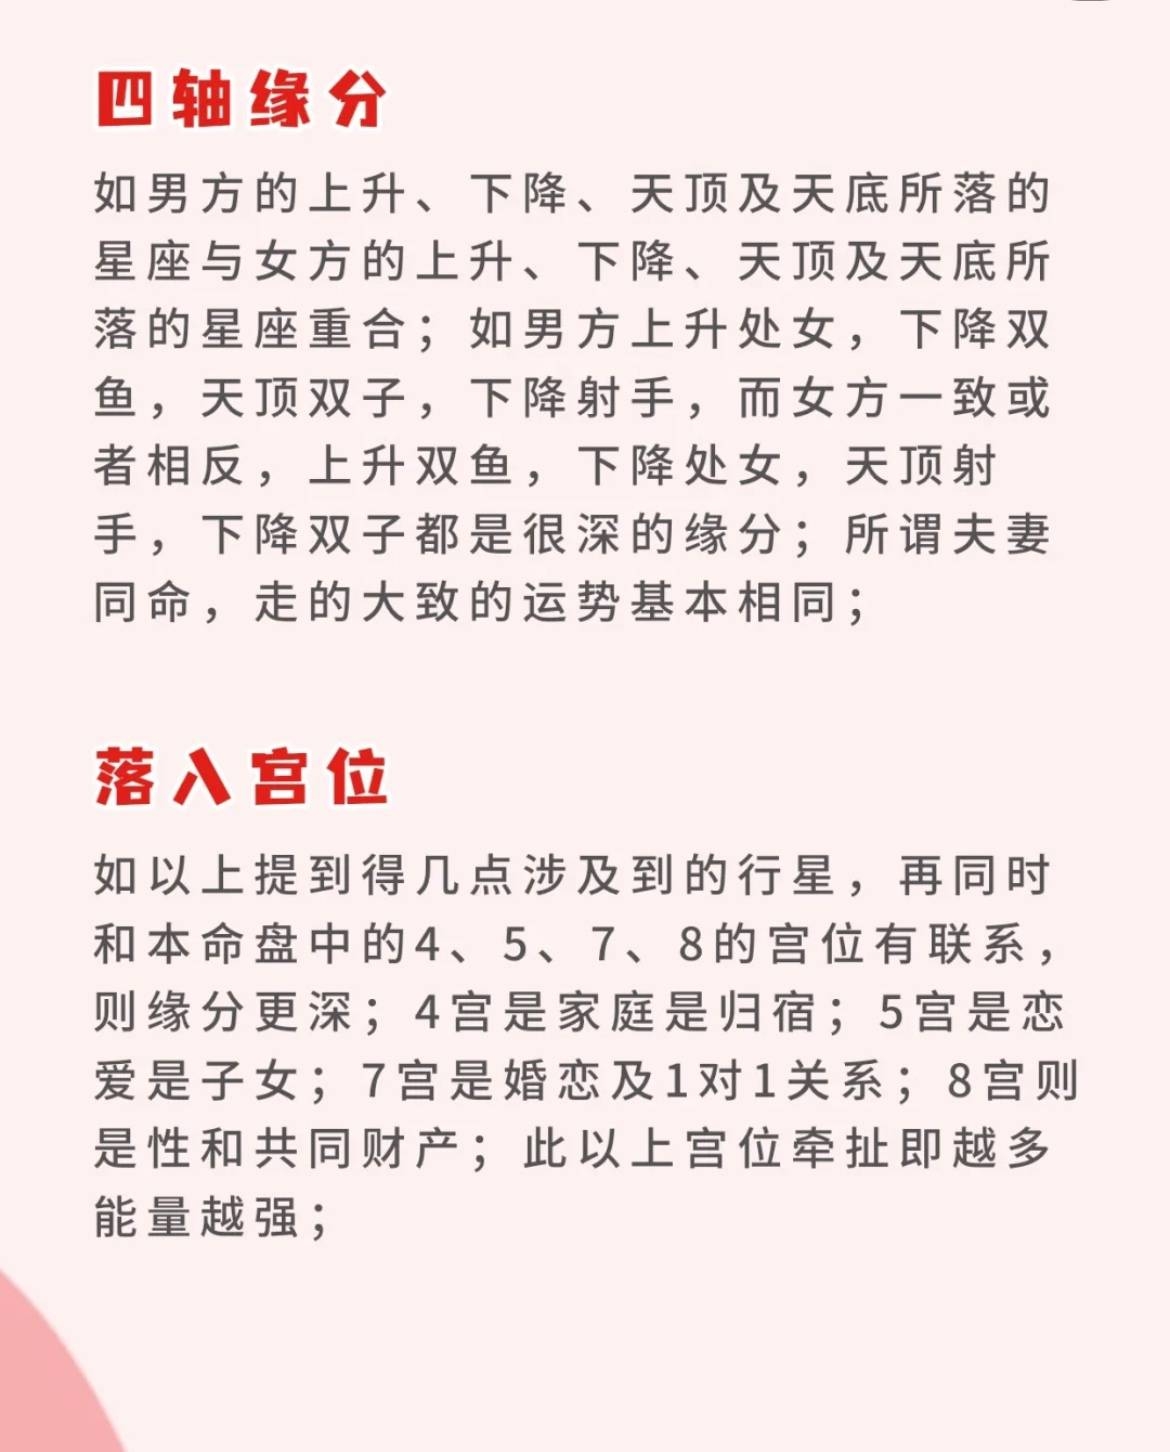 四轴缘分
如男方的上升、下降、天顶及天底所落的
星座与女方的上升、下降、天顶及天底所
落的星座重合；如男方上升处女，下降双
鱼，天顶双子，下降射手，而女方一致或
者相反，上升双鱼，下降处女，天顶射
手，下降双子都是很深的缘分；所谓夫妻
同命，走的大致的运势基本相同；
落入宫位
如以上提到得几点涉及到的行星，再同时
和本命盘中的4、5、7、8的宫位有联系，
则缘分更深；4宫是家庭是归宿；5宫是恋
爱是子女；7宫是婚恋及1对1关系；8宫则
是性和共同财产；此以上宫位牵扯即越多
能量越强；